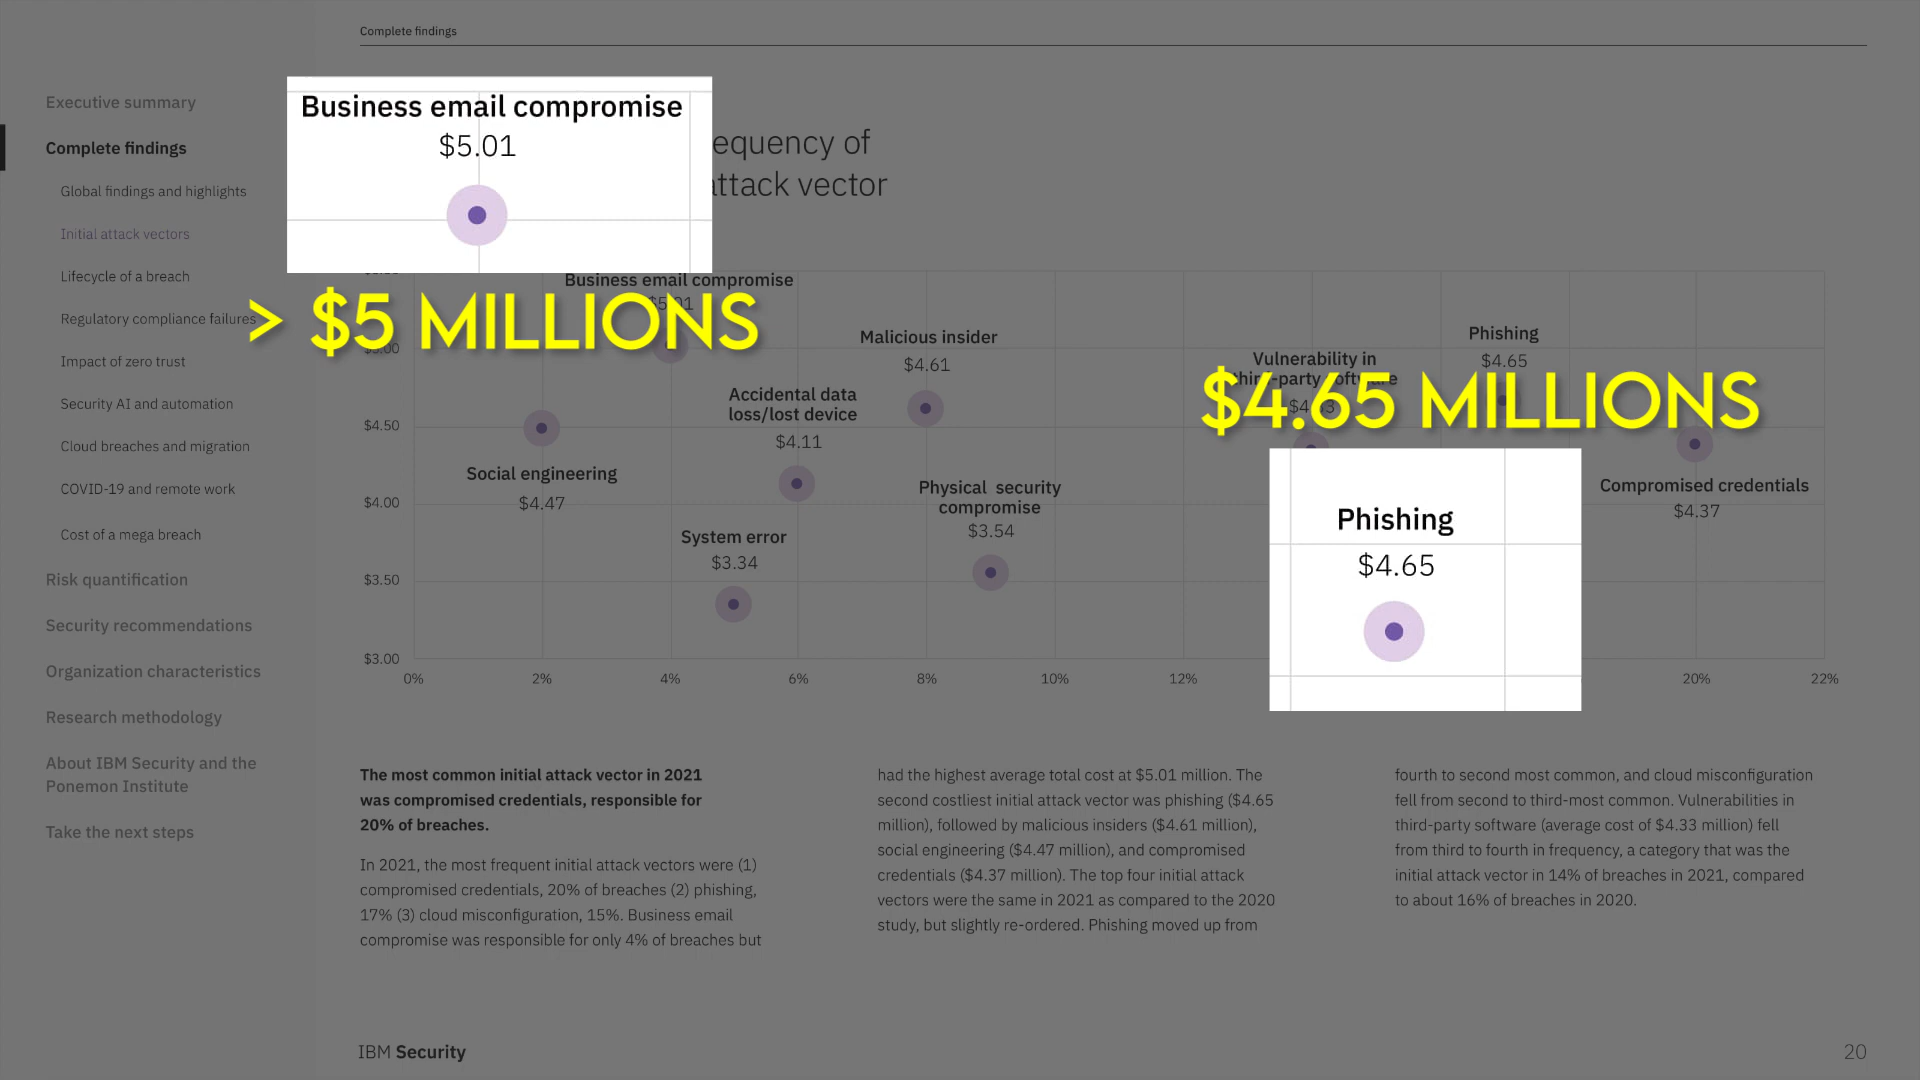 Complete findings
Executive summary
Complete findings
Global findings and highlights
Initial attack vectors
Lifecycle of a breach
Regulatory compliance failures
Impact of zero trust
Security AI and automation
Cloud breaches and migration
COVID-19 and remote work
Cost of a mega breach
Risk quantification
Security recommendations
Organization characteristics
Research methodology
About IBM Security and the
Ponemon Institute
Take the next steps
Business email compromise
$5.01
equency of
attack vector
Business email compromise
$5.01
> $5 MILLIONS
$5.00
$4.50
$4.00
$3.50
$3.00
Malicious insider
$4.61
Accidental data
loss/lost device
$4.11
Social engineering
$4.47
System error
$3.34
Physical security
compromise
$3.54
Vulnerability in
third-party software
$4.33
Phishing
$4.65
$4.65 MILLIONS
Phishing
$4.65
Compromised credentials
$4.37
0%
2%
4%
6%
8%
10%
12%
20%
22%
The most common initial attack vector in 2021
was compromised credentials, responsible for
20% of breaches.
In 2021, the most frequent initial attack vectors were (1)
compromised credentials, 20% of breaches (2) phishing,
17% (3) cloud misconfiguration, 15%. Business email
compromise was responsible for only 4% of breaches but
had the highest average total cost at $5.01 million. The
second costliest initial attack vector was phishing ($4.65
million), followed by malicious insiders ($4.61 million),
social engineering ($4.47 million), and compromised
credentials ($4.37 million). The top four initial attack
vectors were the same in 2021 as compared to the 2020
study, but slightly re-ordered. Phishing moved up from
fourth to second most common, and cloud misconfiguration
fell from second to third-most common. Vulnerabilities in
third-party software (average cost of $4.33 million) fell
from third to fourth in frequency, a category that was the
initial attack vector in 14% of breaches in 2021, compared
to about 16% of breaches in 2020.
IBM Security
20